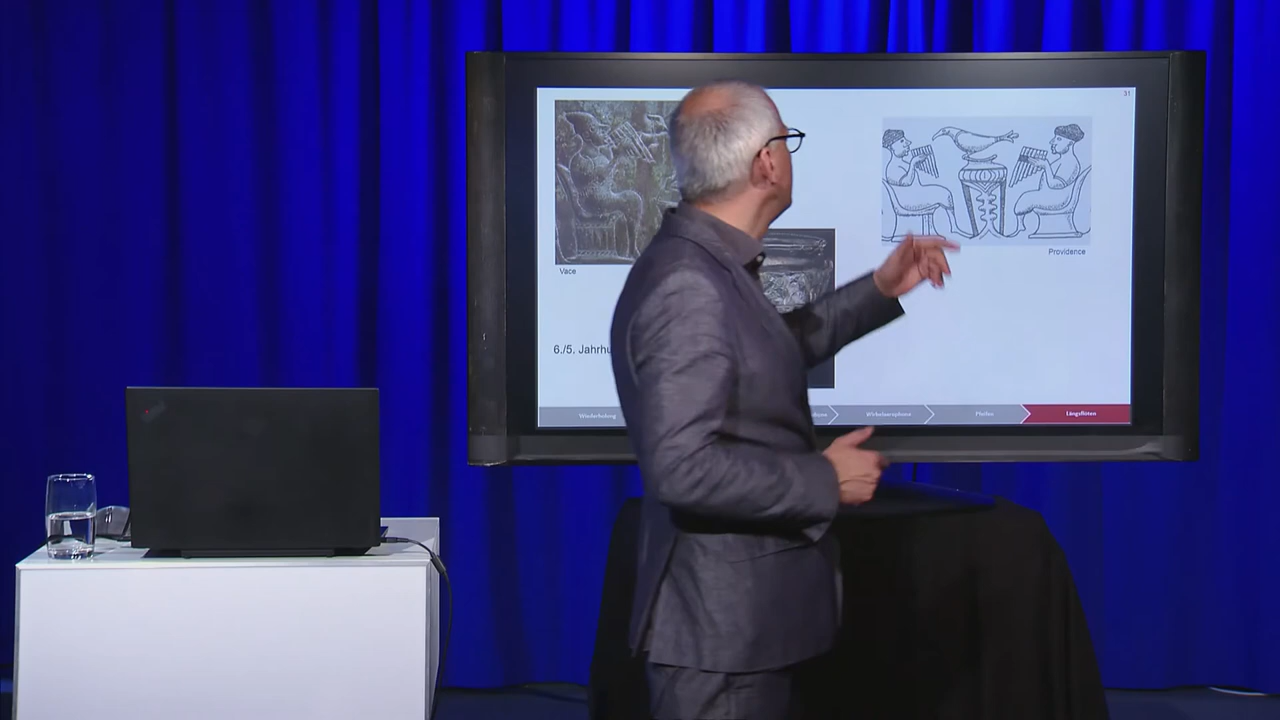 31
Vace
Providence
6./5. Jahrhu
Wiederholung
Wirbelaerophone
Pfeifen
Längsflöten